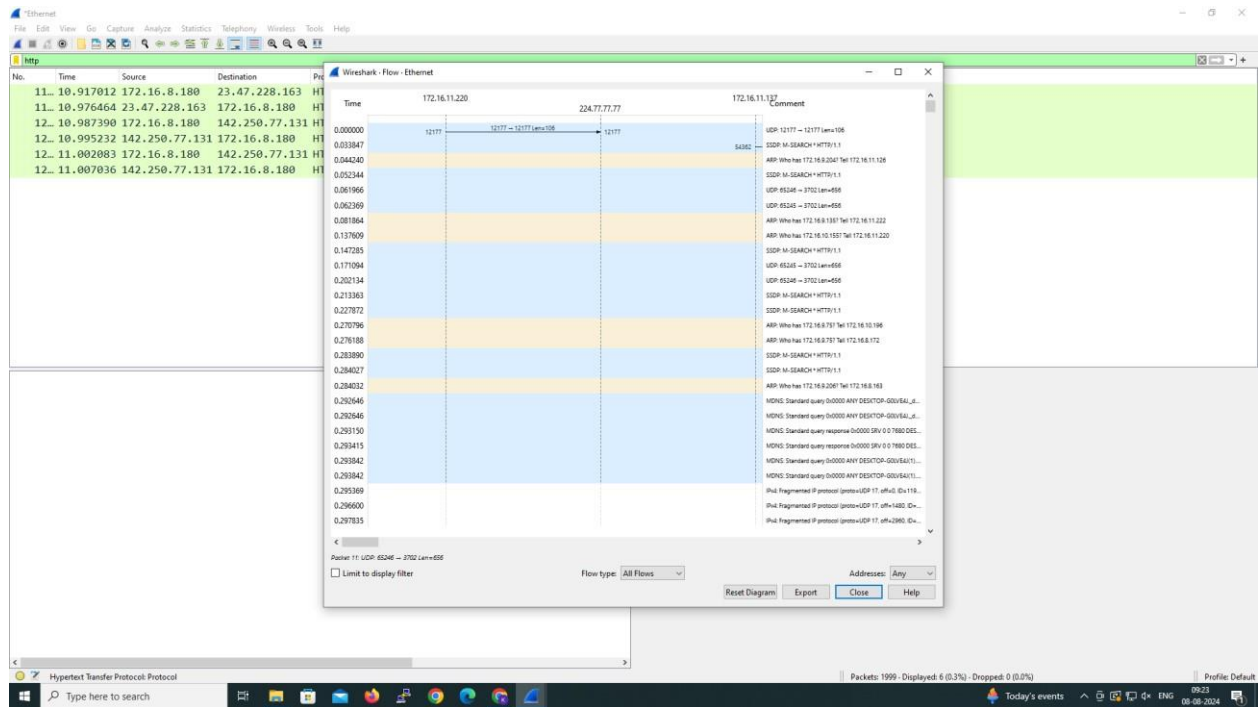 *Ethernet
File Edit View Go Capture Analyze Statistics Telephony Wireless Tools Help
http
No. Time Source Destination
11… 10.917012 172.16.8.180 23.47.228.163 HT
11… 10.976464 23.47.228.163 172.16.8.180 HT
12… 10.987390 172.16.8.180 142.250.77.131 HT
12… 10.995232 142.250.77.131 172.16.8.180 HT
12… 11.002083 172.16.8.180 142.250.77.131 HT
12… 11.007036 142.250.77.131 172.16.8.180 HT
Wireshark · Flow · Ethernet
Time 172.16.11.220 224.77.77.77 172.16.11.137 Comment
0.000000 12177 12177 → 12177 Len=106 12177 UDP: 12177 → 12177 Len=106
0.033847 54362 SSDP: M-SEARCH * HTTP/1.1
0.044240 ARP: Who has 172.16.9.204? Tell 172.16.11.126
0.052344 SSDP: M-SEARCH * HTTP/1.1
0.061966 UDP: 65246 → 3702 Len=656
0.062369 UDP: 65245 → 3702 Len=656
0.081864 ARP: Who has 172.16.9.135? Tell 172.16.11.222
0.137609 ARP: Who has 172.16.10.155? Tell 172.16.11.220
0.147285 SSDP: M-SEARCH * HTTP/1.1
0.171094 UDP: 65245 → 3702 Len=656
0.202134 UDP: 65246 → 3702 Len=656
0.213363 SSDP: M-SEARCH * HTTP/1.1
0.227872 SSDP: M-SEARCH * HTTP/1.1
0.270796 ARP: Who has 172.16.9.75? Tell 172.16.10.196
0.276188 ARP: Who has 172.16.9.75? Tell 172.16.8.172
0.283890 SSDP: M-SEARCH * HTTP/1.1
0.284027 SSDP: M-SEARCH * HTTP/1.1
0.284032 ARP: Who has 172.16.9.206? Tell 172.16.8.163
0.292646 MDNS: Standard query 0x0000 ANY
0.292646 MDNS: Standard query 0x0000 ANY
0.293150 MDNS: Standard query response 0x0000 SRV 0 0 7680 DES…
0.293415 MDNS: Standard query response 0x0000 SRV 0 0 7680 DES…
0.293842 MDNS: Standard query 0x0000 ANY
0.293842 MDNS: Standard query 0x0000 ANY
0.295369 IPv4: Fragmented IP protocol (proto=UDP 17, off=0, ID=119…
0.296600 IPv4: Fragmented IP protocol (proto=UDP 17, off=1480, ID=…
0.297835 IPv4: Fragmented IP protocol (proto=UDP 17, off=2960, ID=…
Packet 11: UDP: 65246 → 3702 Len=656
Limit to display filter Flow type: All Flows Addresses: Any
Reset Diagram Export Close Help
Hypertext Transfer Protocol: Protocol Packets: 1999 · Displayed: 6 (0.3%) · Dropped: 0 (0.0%) Profile: Default
Type here to search Today's events ENG 09:23
08-08-2024